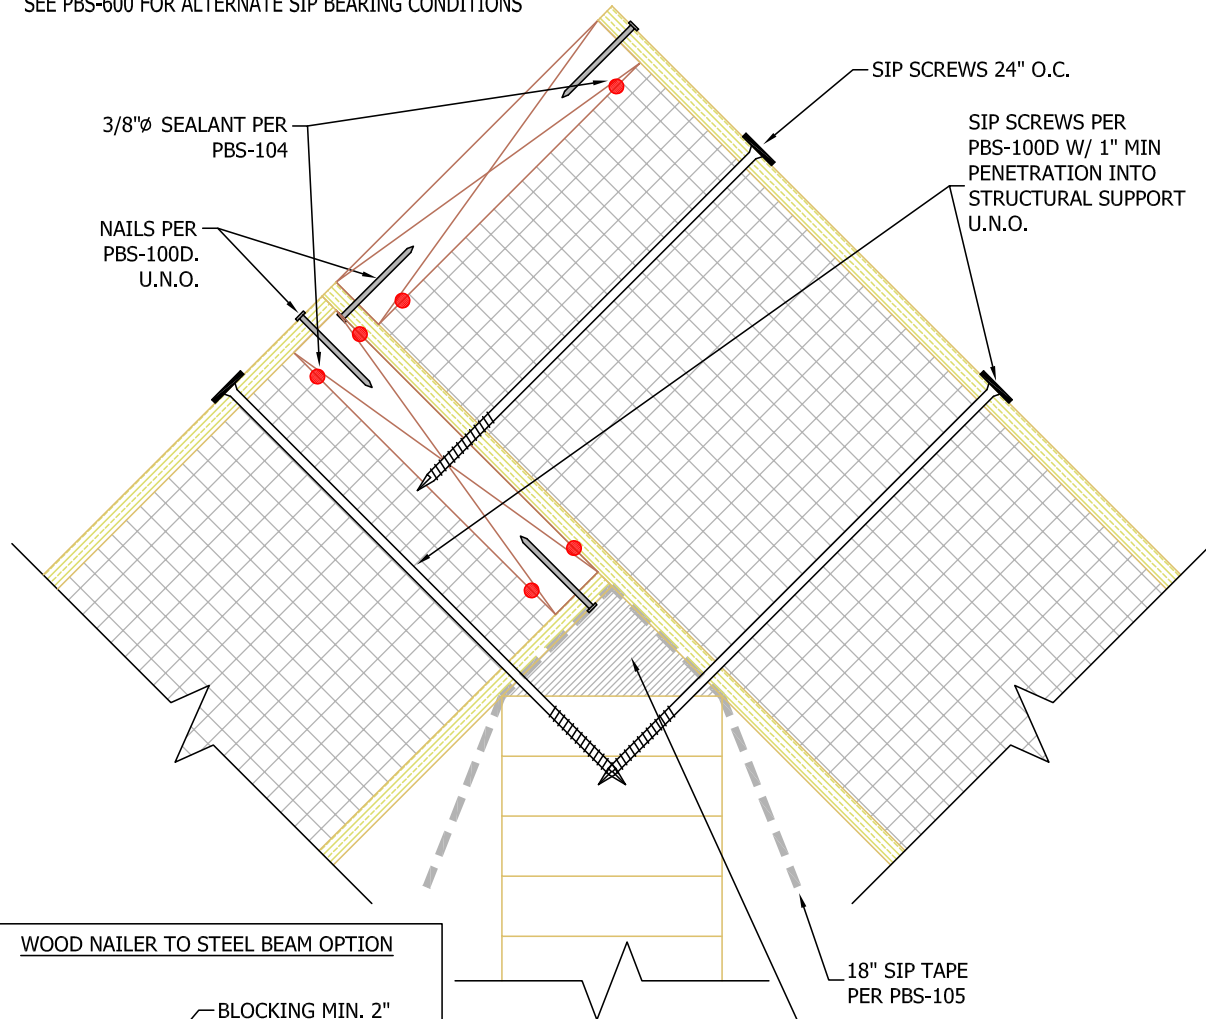 SEE PBS-600 FOR ALTERNATE SIP BEARING CONDITIONS
SIP SCREWS 24" O.C.
3/8"Ø SEALANT PER
PBS-104
SIP SCREWS PER
PBS-100D W/ 1" MIN
PENETRATION INTO
STRUCTURAL SUPPORT
U.N.O.
NAILS PER
PBS-100D.
U.N.O.
WOOD NAILER TO STEEL BEAM OPTION
18" SIP TAPE
PER PBS-105
BLOCKING MIN. 2"